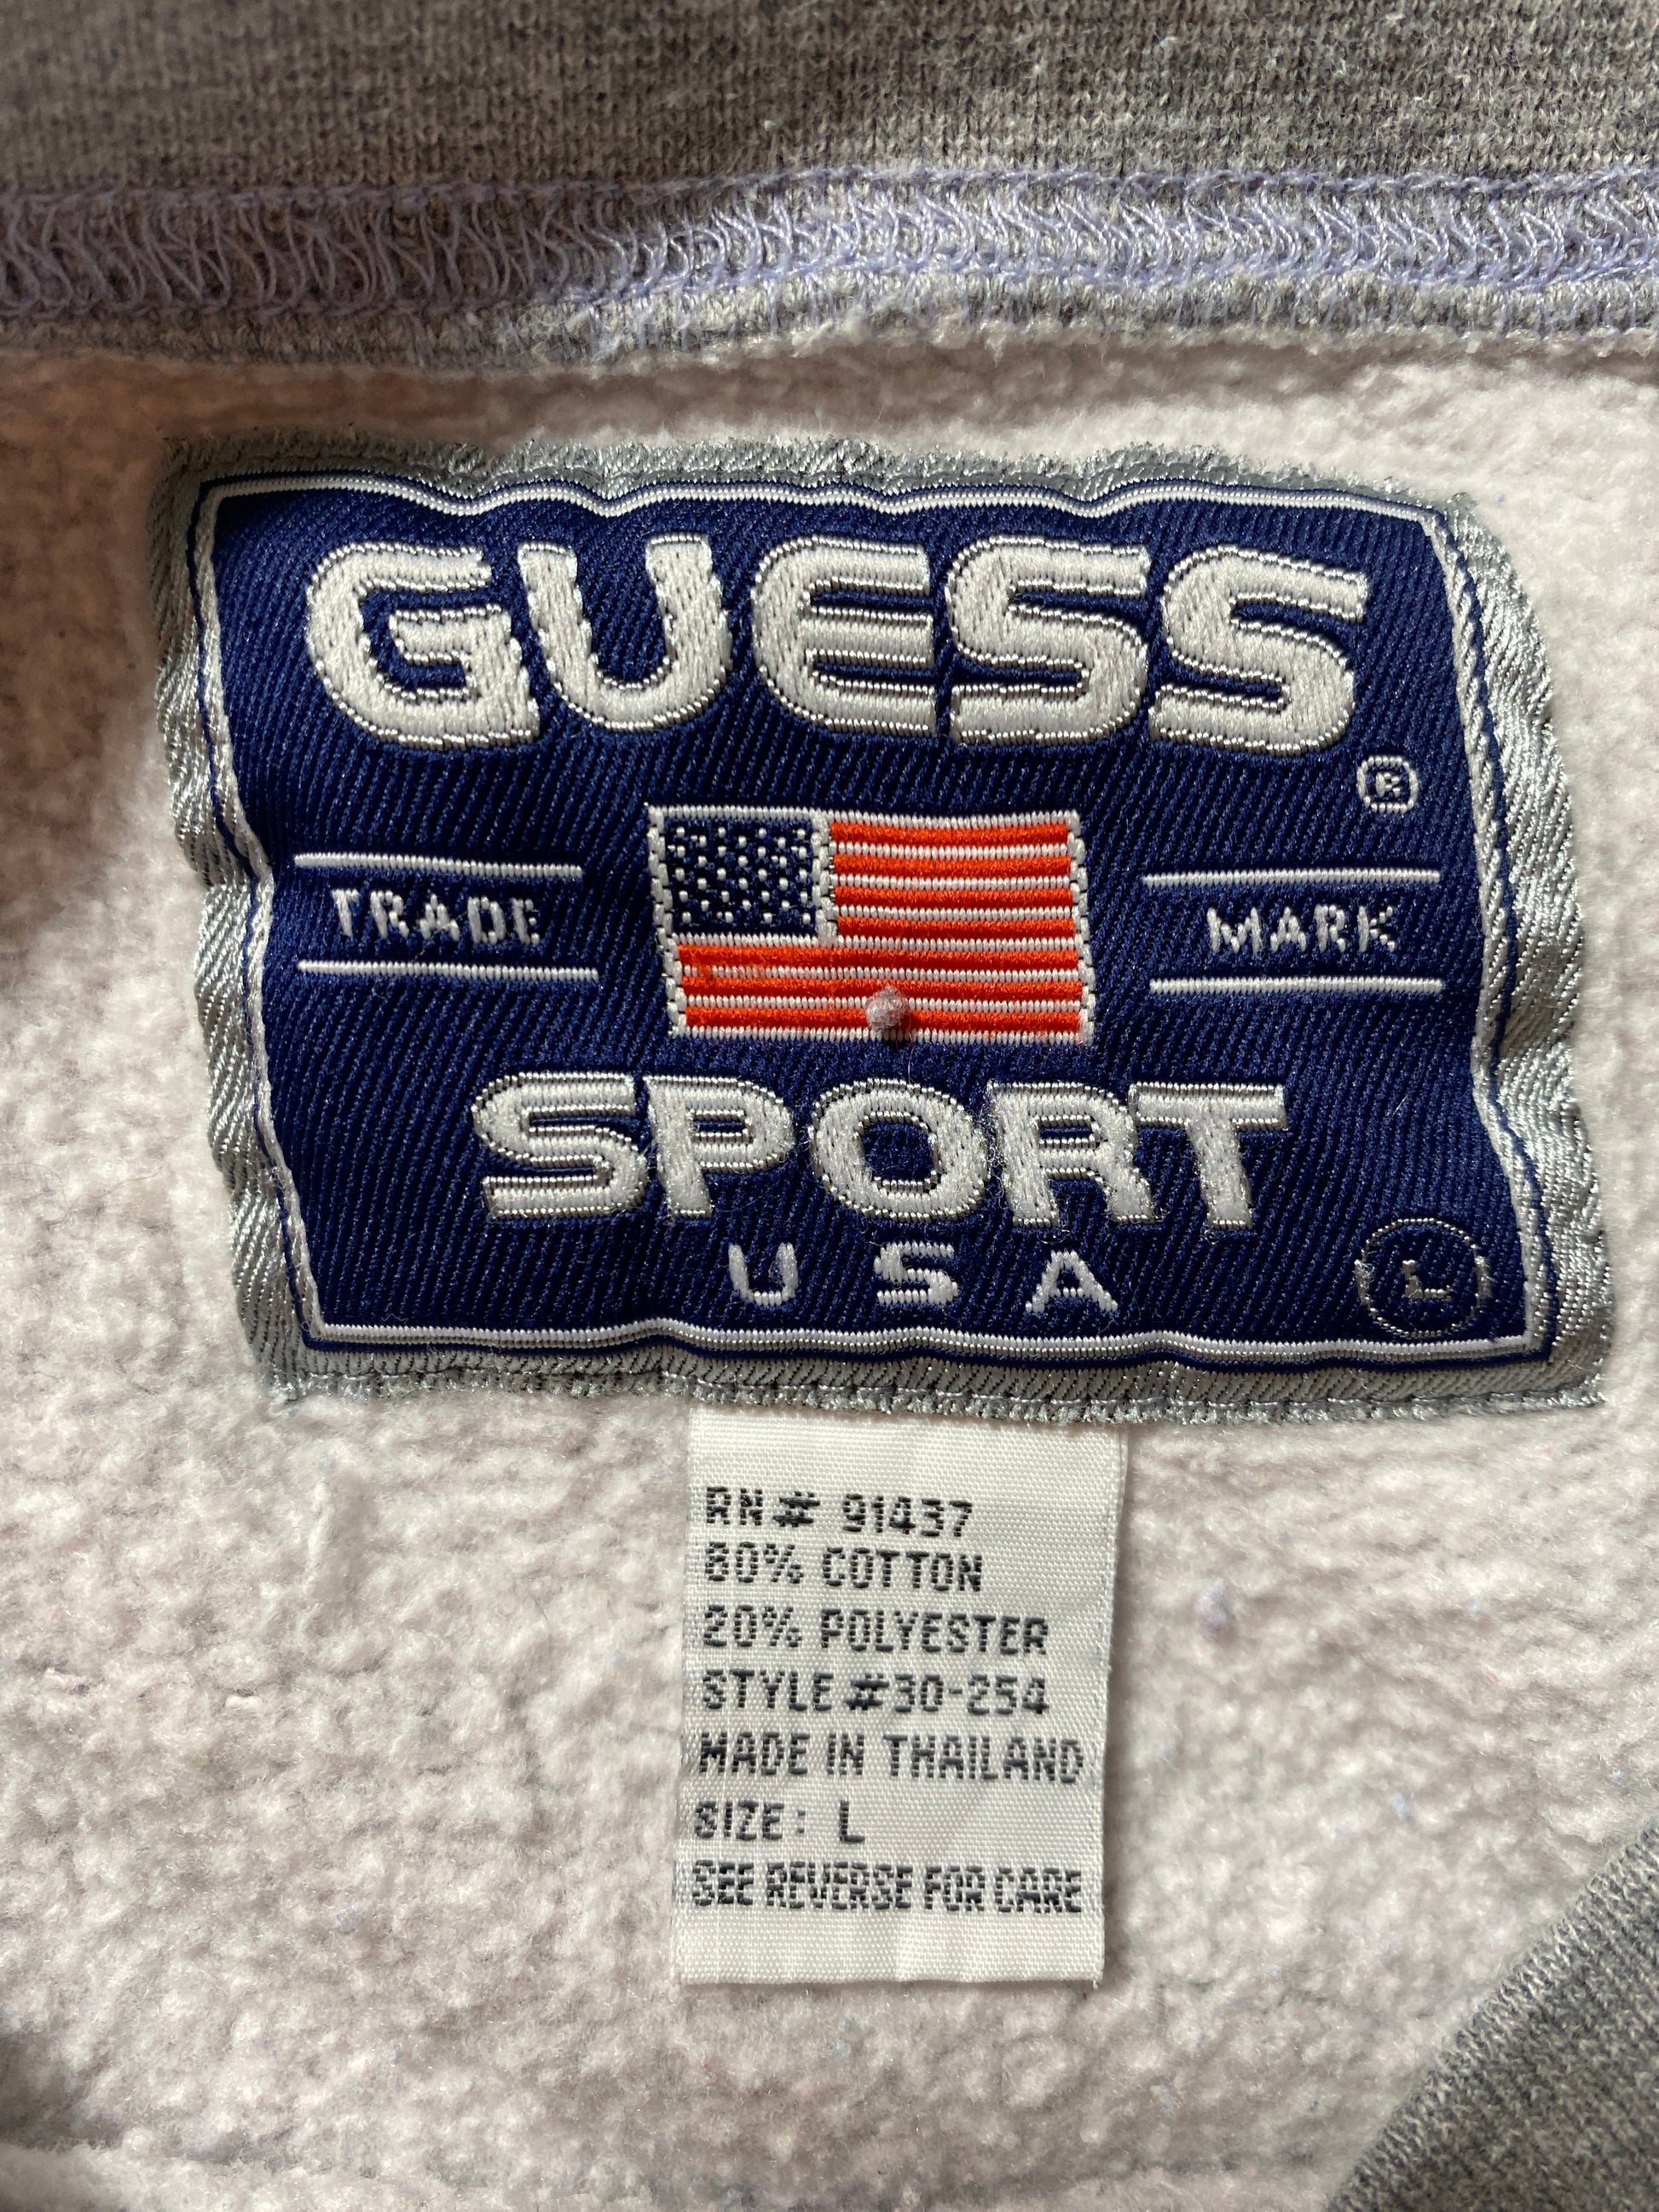 GUESS
®
TRADE MARK
SPORT
USA
L
RN# 91437
80% COTTON
20% POLYESTER
STYLE #30-254
MADE IN THAILAND
SIZE: L
SEE REVERSE FOR CARE